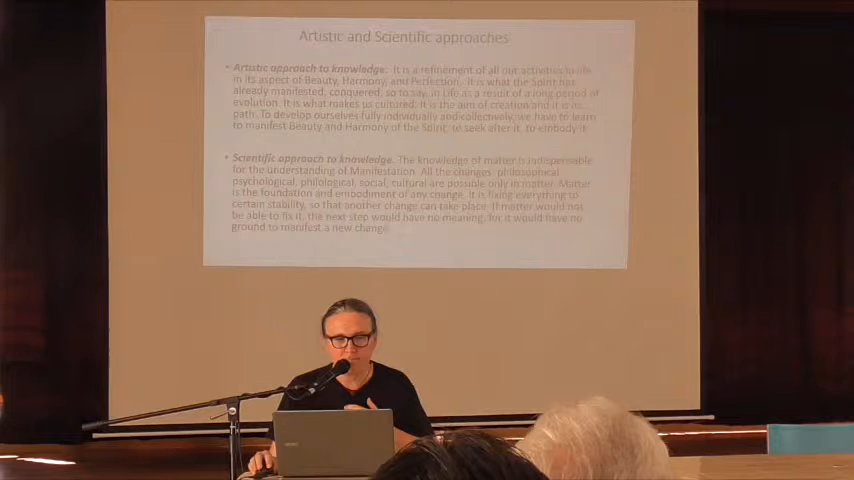 Artistic and Scientific approaches
• Artistic approach to knowledge. It is a refinement of all our activities in life
in its aspect of Beauty, Harmony, and Perfection. It is what the Spirit has
already manifested, conquered, so to say, in Life as a result of a long period of
evolution. It is what makes us cultured. It is the aim of creation and it is its
path. To develop ourselves fully individually and collectively, we have to learn
to manifest Beauty and Harmony of the Spirit, to seek after it, to embody it.
• Scientific approach to knowledge. The knowledge of matter is indispensable
for the understanding of Manifestation. All the changes, philosophical
psychological, philological, social, cultural are possible only in matter. Matter
is the foundation and embodiment of any change. It is fixing everything to
certain stability, so that another change can take place. If matter would not
be able to fix it, the next step would have no meaning, for it would have no
ground to manifest a new change.